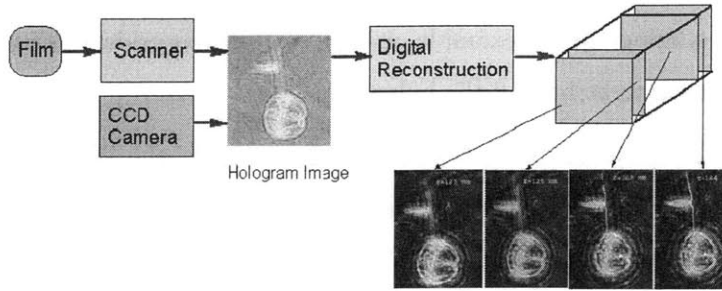 Film
Scanner
Digital
Reconstruction
CCD
Camera
Hologram Image